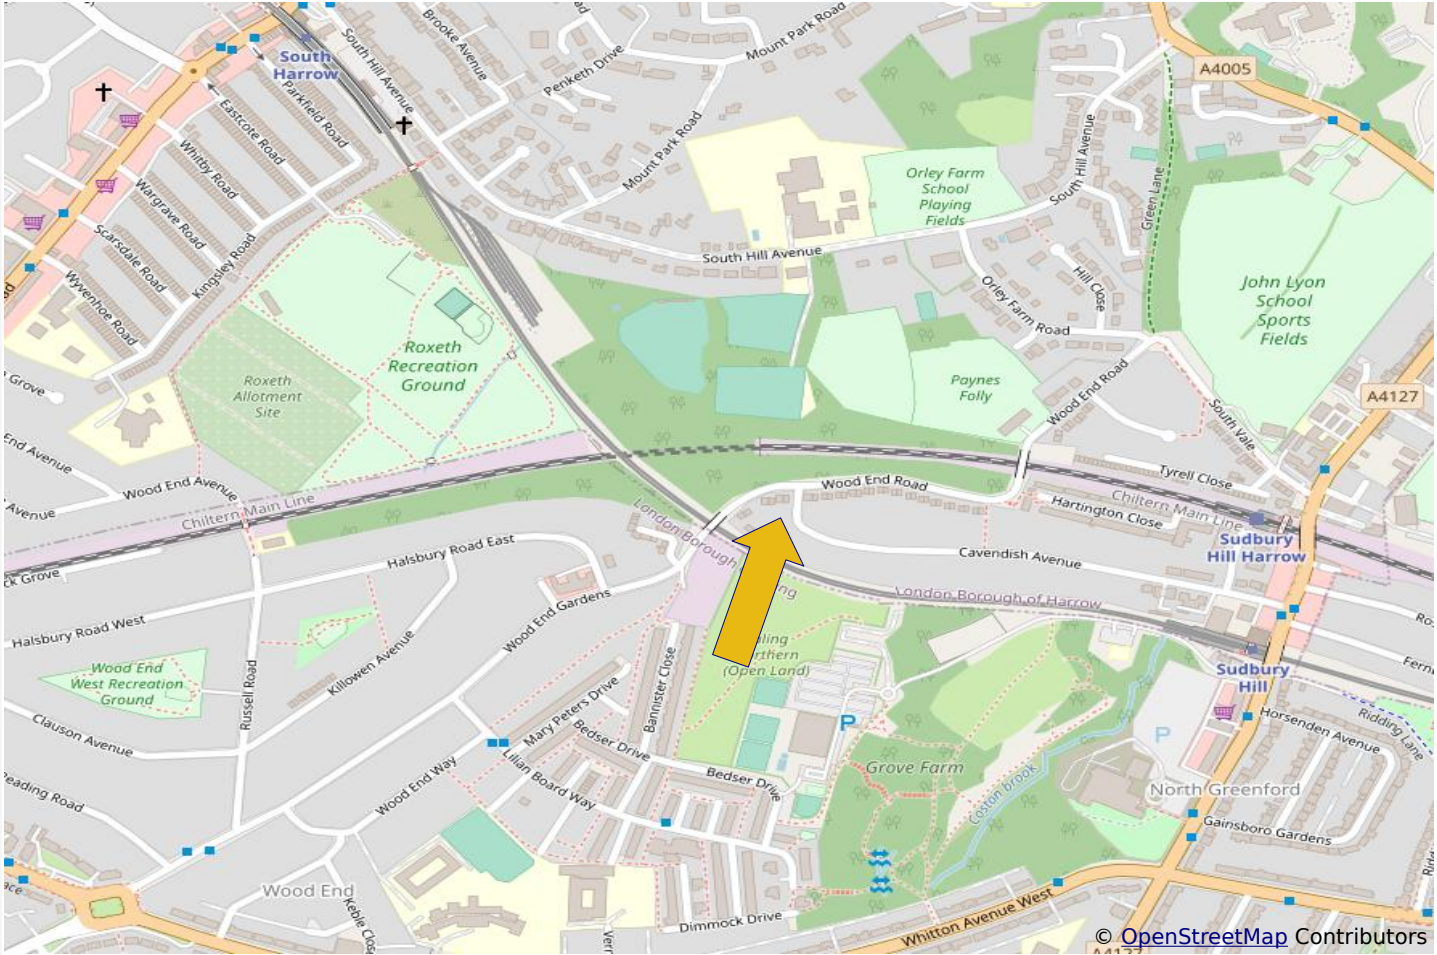 South
Harrow
South Hill Avenue
Brooke Avenue
Penketh Drive
Mount Park Road
Mount Park Road
A4005
Parkfield Road
Eastcote Road
Whitby Road
Wargrave Road
Scarsdale Road
Wyvenhoe Road
Kingsley Road
Orley Farm
School
Playing
Fields
South Hill Avenue
Green Lane
South Hill Avenue
Hill Close
Orley Farm Road
John Lyon
School
Sports
Fields
Roxeth
Recreation
Ground
Roxeth
Allotment
Site
Paynes
Folly
Wood End Road
A4127
South Vale
Grove
End Avenue
Avenue
Wood End Avenue
Chiltern Main Line
Wood End Road
Tyrell Close
Chiltern Main Line
Hartington Close
Sudbury
Hill Harrow
London Borough
Cavendish Avenue
London Borough of Harrow
ck Grove
Halsbury Road East
Halsbury Road West
Wood End Gardens
Killowen Avenue
Wood End
West Recreation
Ground
Russell Road
Clauson Avenue
Bannister Close
(Open Land)
Mary Peters Drive
Bedser Drive
Bedser Drive
Lilian Board Way
Wood End Way
P
P
Grove Farm
Coston brook
Sudbury
Hill
Horsenden Avenue
Ridding Lane
North Greenford
Gainsboro Gardens
eading Road
Wood End
Keble Close
Dimmock Drive
Whitton Avenue West
A4127
© OpenStreetMap Contributors